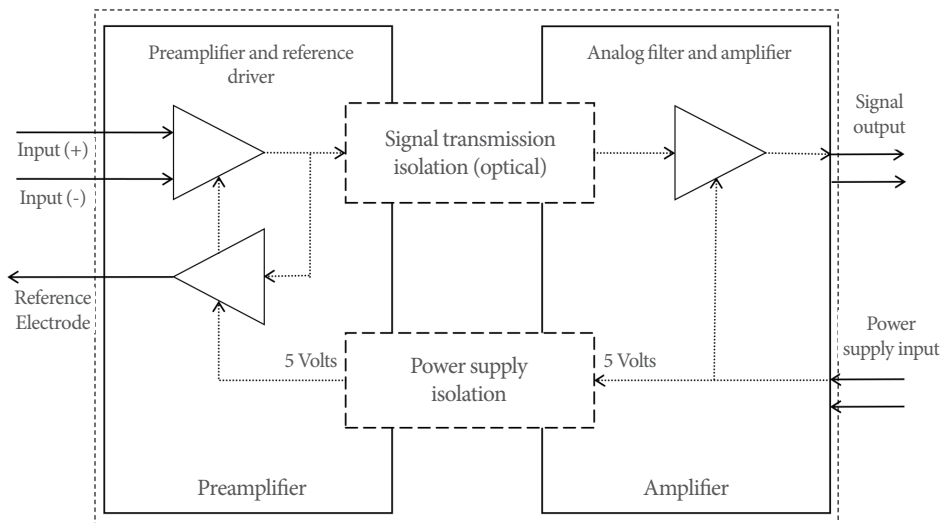 Preamplifier and reference
driver
Analog filter and amplifier
Input (+)
Input (-)
Signal transmission
isolation (optical)
Signal
output
Reference
Electrode
5 Volts
Power supply
isolation
5 Volts
Power
supply input
Preamplifier
Amplifier